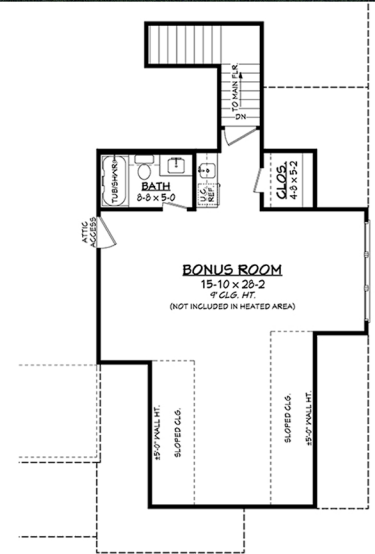 TO MAIN FLR.
DN
TUB/SHWR
BATH
8-8 x 5-0
U.C. REF.
CLOS.
4-8 x 5-2
ATTIC ACCESS
BONUS ROOM
15-10 x 28-2
9' CLG. HT.
(NOT INCLUDED IN HEATED AREA)
±5'-0" WALL HT.
SLOPED CLG.
SLOPED CLG.
±5'-0" WALL HT.